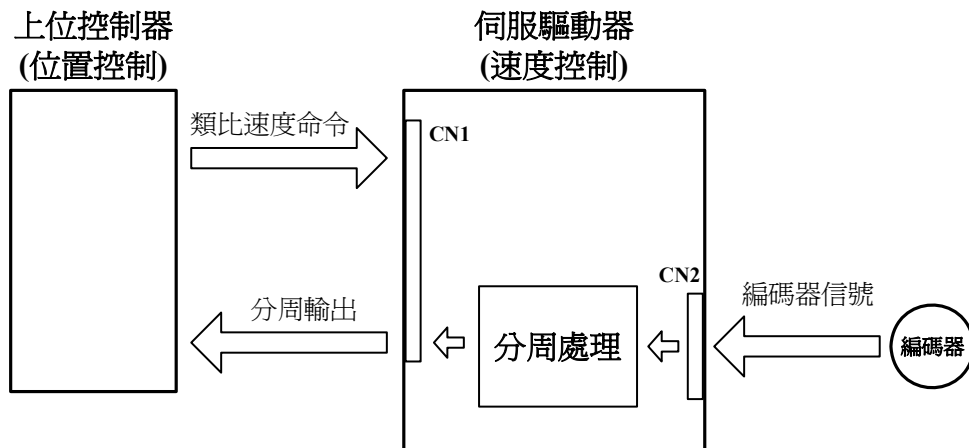 上位控制器
(位置控制)
伺服驅動器
(速度控制)
類比速度命令
CN1
CN2
分周輸出
分周處理
編碼器信號
編碼器